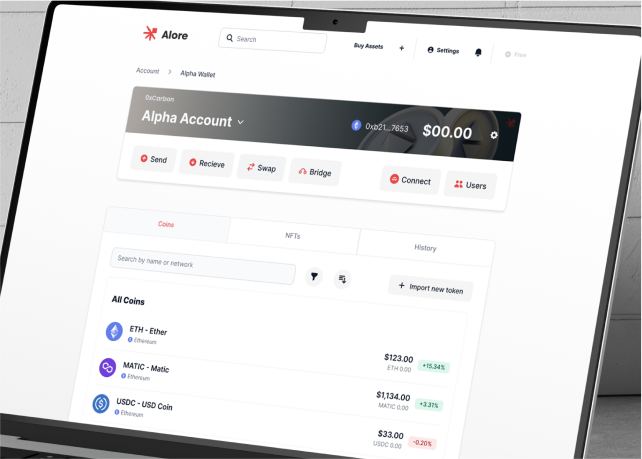 Alore
Search
Buy Assets
+
Settings
Free
Account > Alpha Wallet
0xCarbon
Alpha Account
0xb21...7653
$00.00
Send
Recieve
Swap
Bridge
Connect
Users
Coins
NFTs
History
Search by name or network
+ Import new token
All Coins
ETH - Ether
Ethereum
$123.00
ETH 0.00
+15.34%
MATIC - Matic
Ethereum
$1,134.00
MATIC 0.00
+3.31%
USDC - USD Coin
Ethereum
$33.00
USDC 0.00
-0.20%